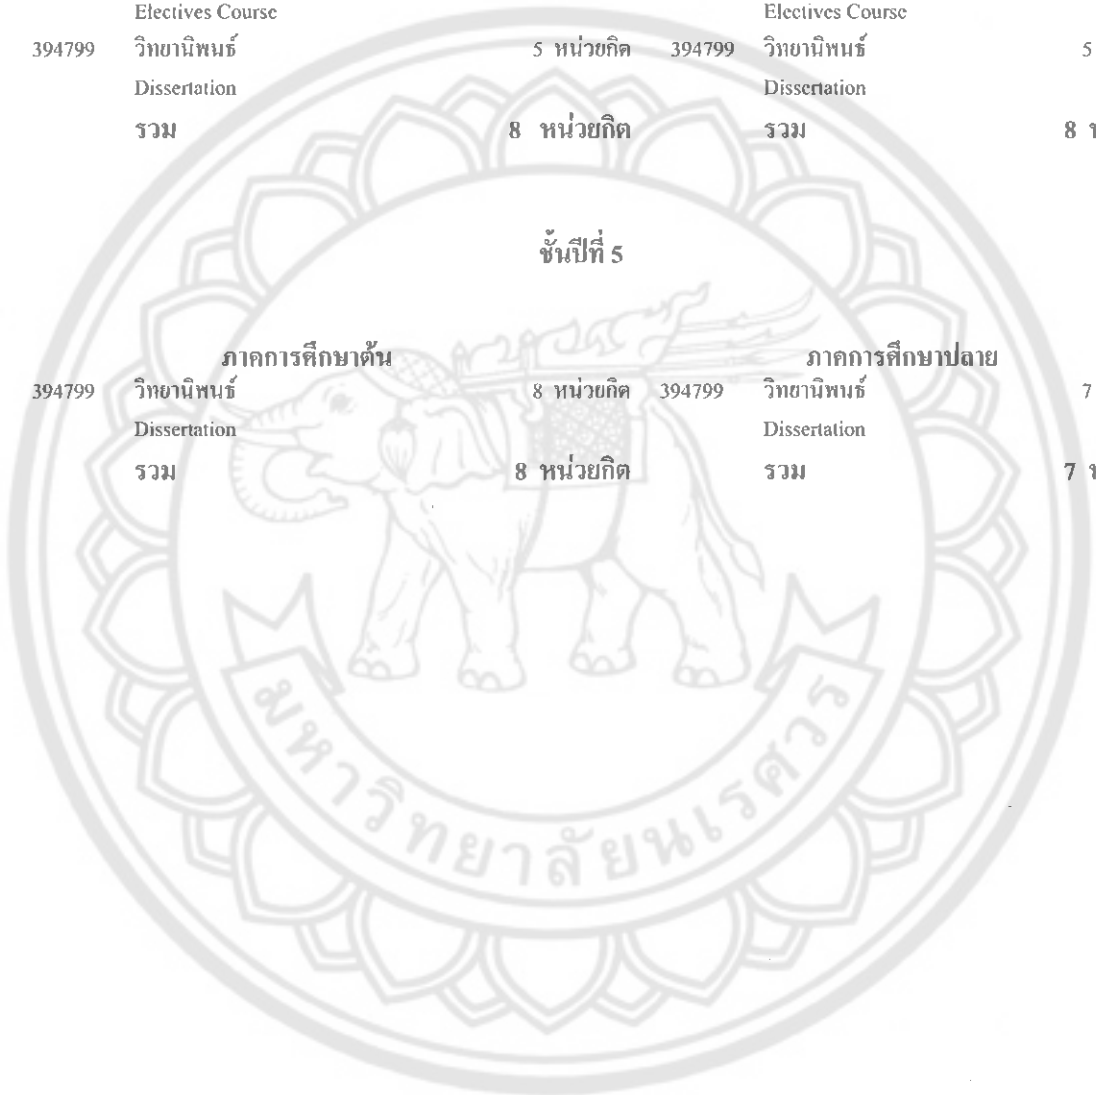 Electives Course Electives Course
394799 วิทยานิพนธ์ 5 หน่วยกิต 394799 วิทยานิพนธ์ 5
Dissertation Dissertation
รวม 8 หน่วยกิต รวม 8
ชั้นปีที่ 5
ภาคการศึกษาต้น ภาคการศึกษาปลาย
394799 วิทยานิพนธ์ 8 หน่วยกิต 394799 วิทยานิพนธ์ 7
Dissertation Dissertation
รวม 8 หน่วยกิต รวม 7
มหาวิทยาลัยนเรศวร